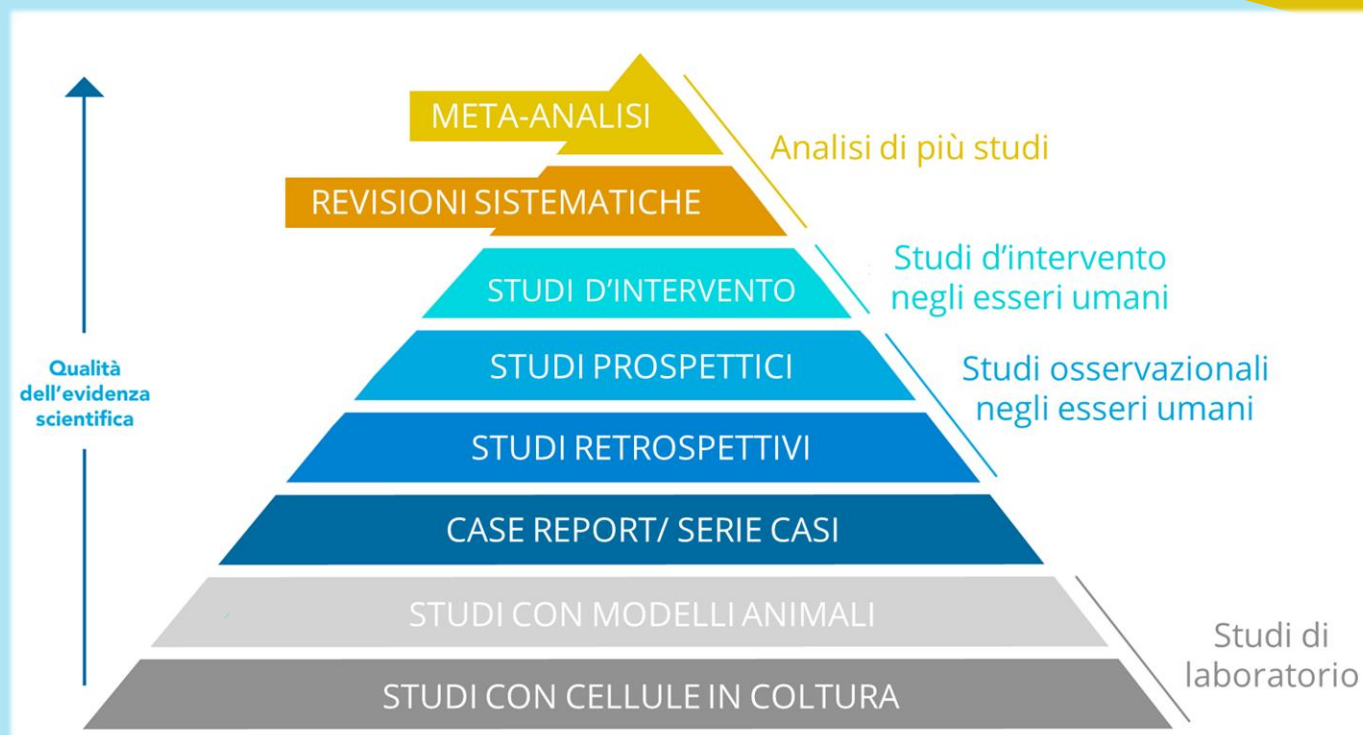 META-ANALISI
Analisi di più studi
REVISIONI SISTEMATICHE
STUDI D'INTERVENTO
Studi d'intervento
negli esseri umani
STUDI PROSPETTICI
Qualità
dell'evidenza
scientifica
Studi osservazionali
negli esseri umani
STUDI RETROSPETTIVI
CASE REPORT/ SERIE CASI
STUDI CON MODELLI ANIMALI
Studi di
laboratorio
STUDI CON CELLULE IN COLTURA